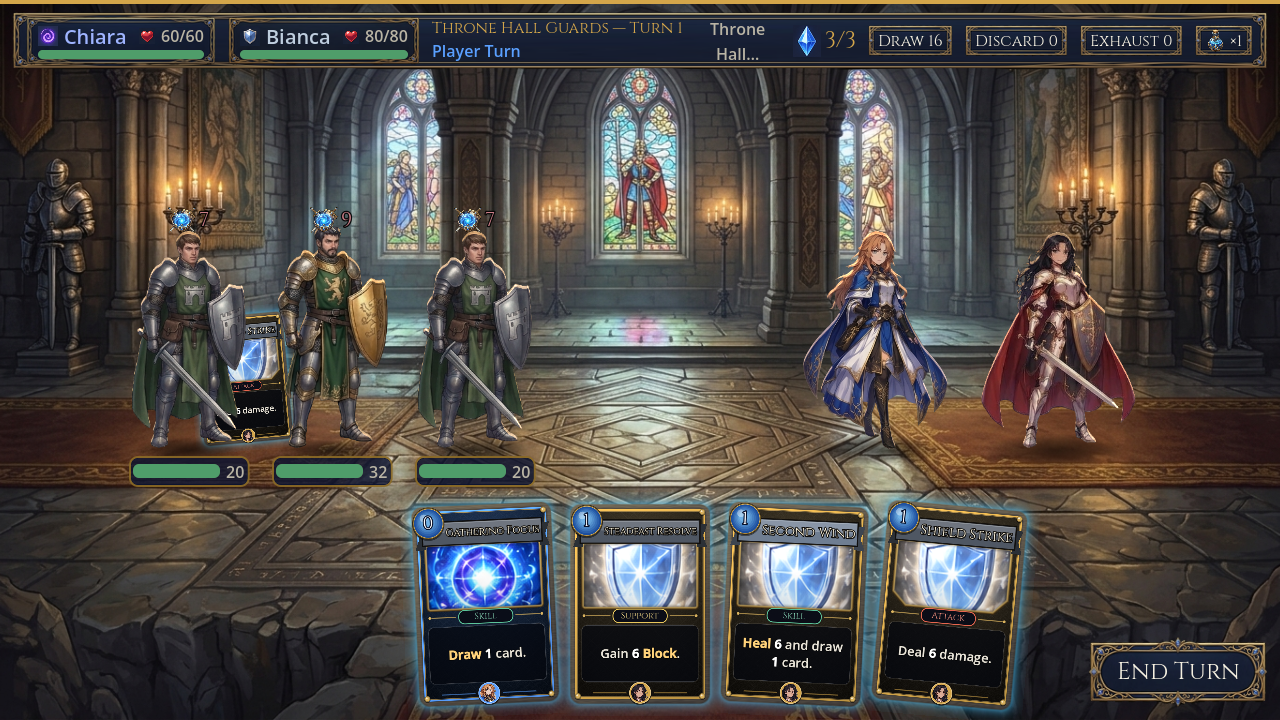 Chiara 60/60
Bianca 80/80
Throne Hall Guards — Turn 1
Player Turn
Throne
Hall...
3/3
Draw 16
Discard 0
Exhaust 0
×1
7
9
7
Strike
damage.
20
32
20
0
Gathering Focus
Skill
Draw 1 card.
1
Steadfast Resolve
Support
Gain 6 Block.
1
Second Wind
Skill
Heal 6 and draw
1 card.
1
Shield Strike
Attack
Deal 6 damage.
End Turn